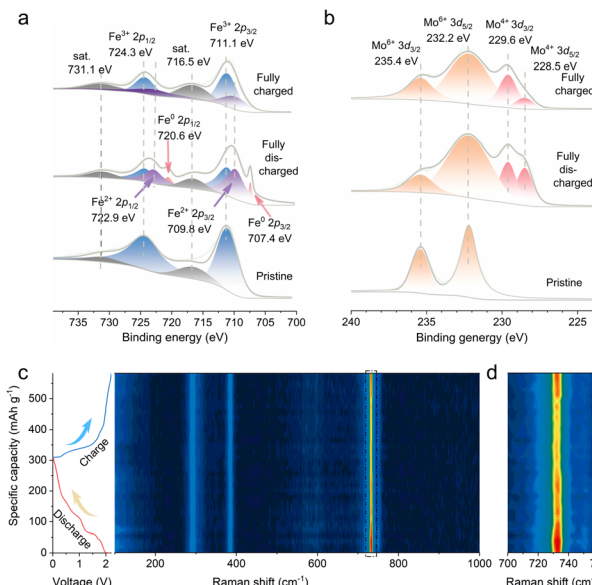 a
Fe³⁺ 2p₁/₂
724.3 eV
Fe³⁺ 2p₃/₂
711.1 eV
sat.
731.1 eV
sat.
716.5 eV
Fully
charged
Fe⁰ 2p₁/₂
720.6 eV
Fully
dis-
charged
Fe²⁺ 2p₁/₂
722.9 eV
Fe²⁺ 2p₃/₂
709.8 eV
Fe⁰ 2p₃/₂
707.4 eV
Pristine
735 730 725 720 715 710 705 700
Binding energy (eV)
b
Mo⁶⁺ 3d₃/₂
235.4 eV
Mo⁶⁺ 3d₅/₂
232.2 eV
Mo⁴⁺ 3d₃/₂
229.6 eV
Mo⁴⁺ 3d₅/₂
228.5 eV
Fully
charged
Fully
dis-
charged
Pristine
240 235 230 225
Binding genergy (eV)
c
Specific capacity (mAh g⁻¹)
500
400
300
200
100
0
Charge
Discharge
0 1 2
Voltage (V)
200 400 600 800 1000
Raman shift (cm⁻¹)
d
700 720 740 760
Raman shift (cm